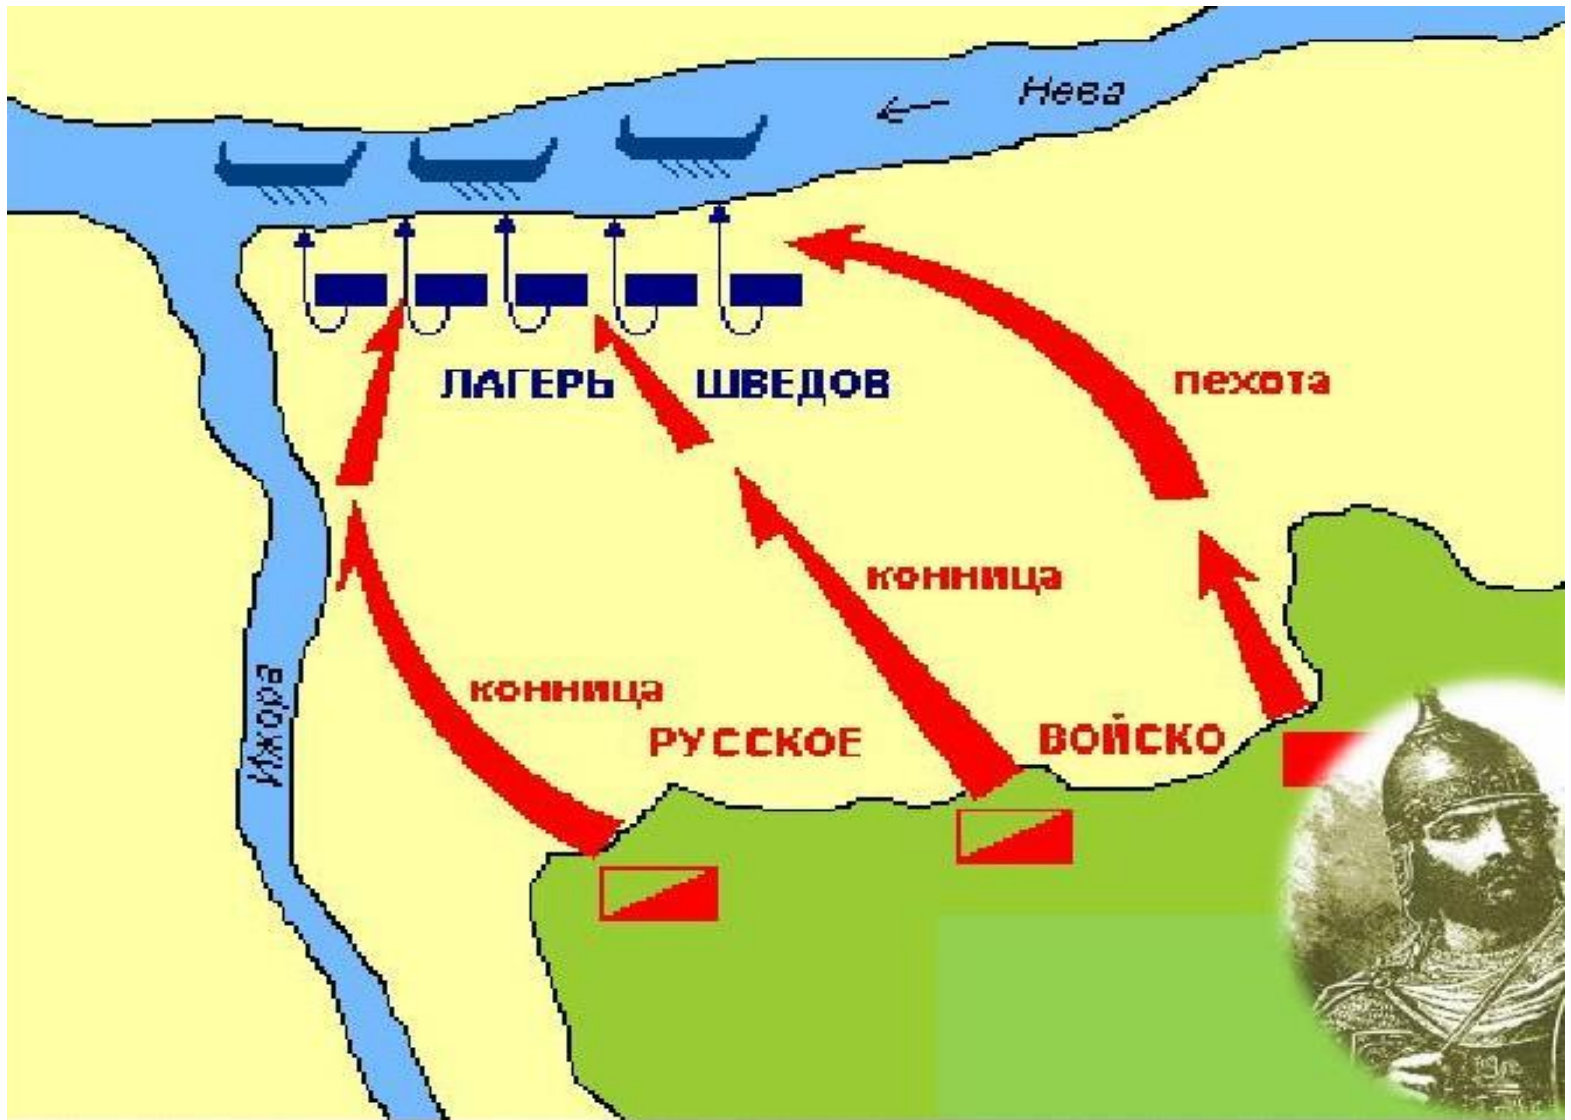 Нева
ЛАГЕРЬ ШВЕДОВ
пехота
конница
конница
Ижора
РУССКОЕ ВОЙСКО